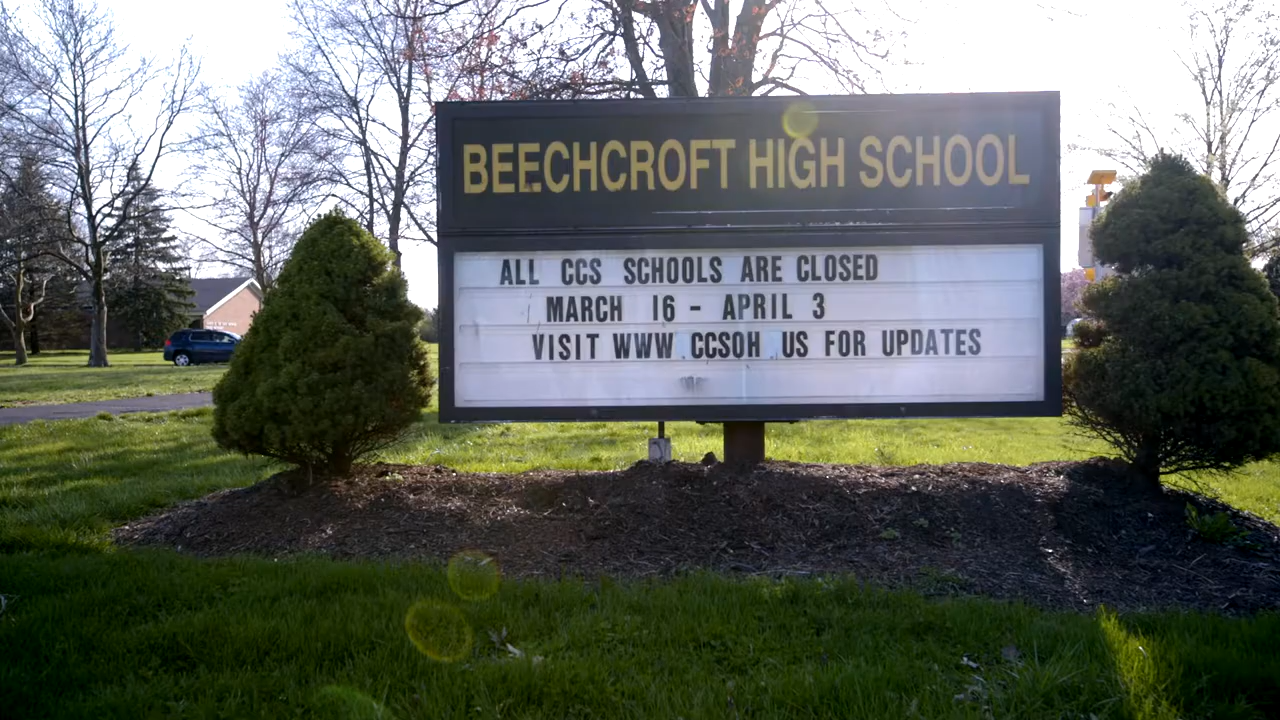 BEECHCROFT HIGH SCHOOL
ALL CCS SCHOOLS ARE CLOSED
MARCH 16 - APRIL 3
VISIT WWW CCSOH US FOR UPDATES